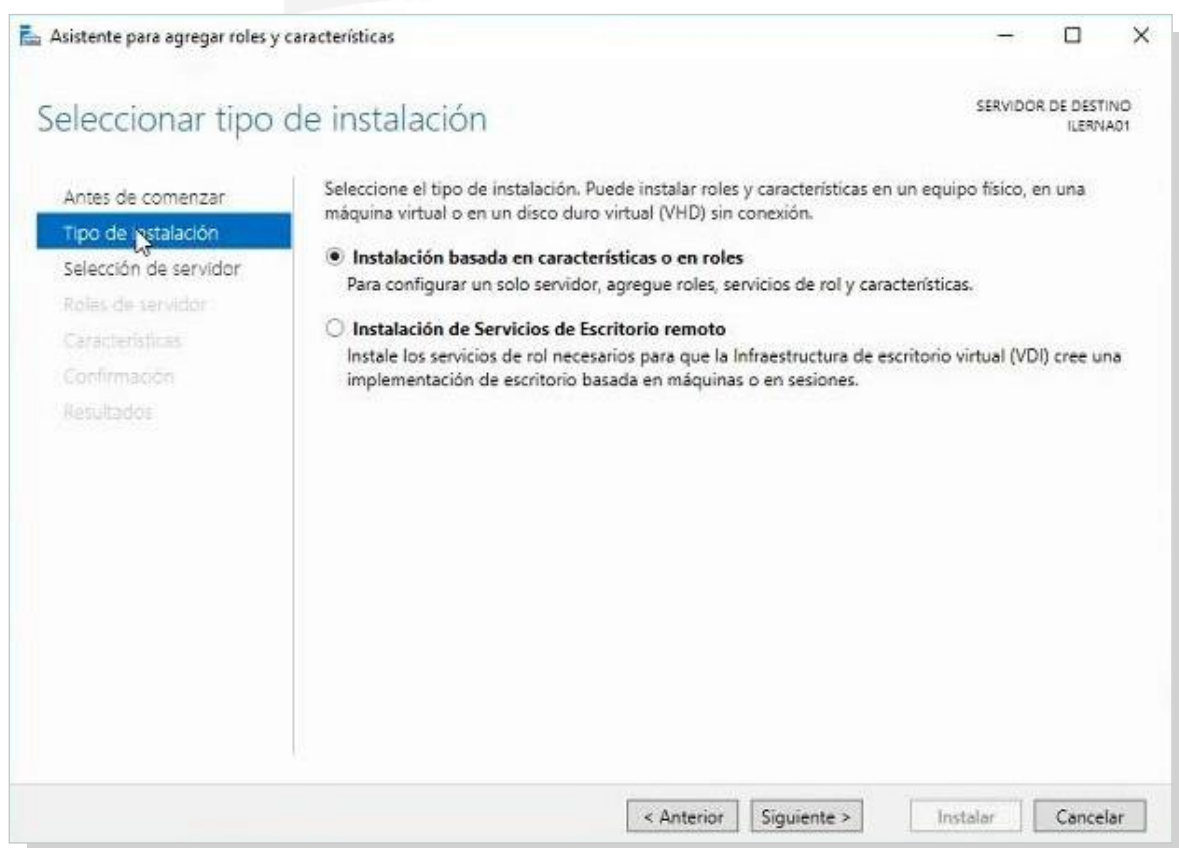 Asistente para agregar roles y características
Seleccionar tipo de instalación
SERVIDOR DE DESTINO
ILERNA01
Antes de comenzar
Tipo de instalación
Selección de servidor
Roles de servidor
Características
Confirmación
Resultados
Seleccione el tipo de instalación. Puede instalar roles y características en un equipo físico, en una
máquina virtual o en un disco duro virtual (VHD) sin conexión.
Instalación basada en características o en roles
Para configurar un solo servidor, agregue roles, servicios de rol y características.
Instalación de Servicios de Escritorio remoto
Instale los servicios de rol necesarios para que la Infraestructura de escritorio virtual (VDI) cree una
implementación de escritorio basada en máquinas o en sesiones.
< Anterior
Siguiente >
Instalar
Cancelar